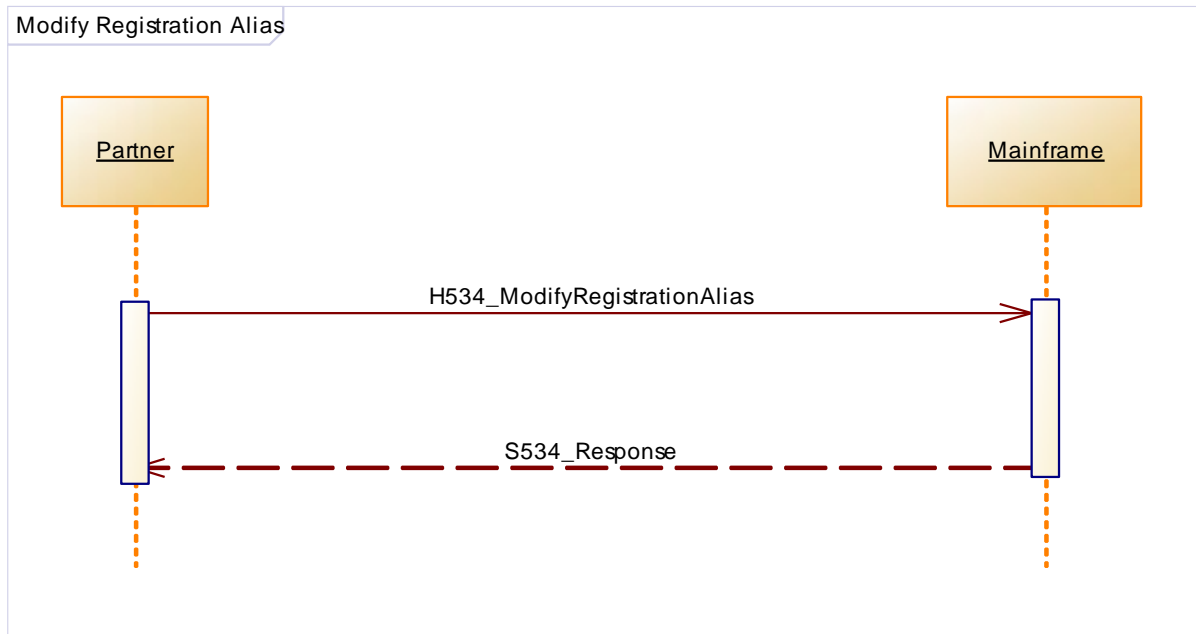 Modify Registration Alias
Partner
Mainframe
H534_ModifyRegistrationAlias
S534_Response